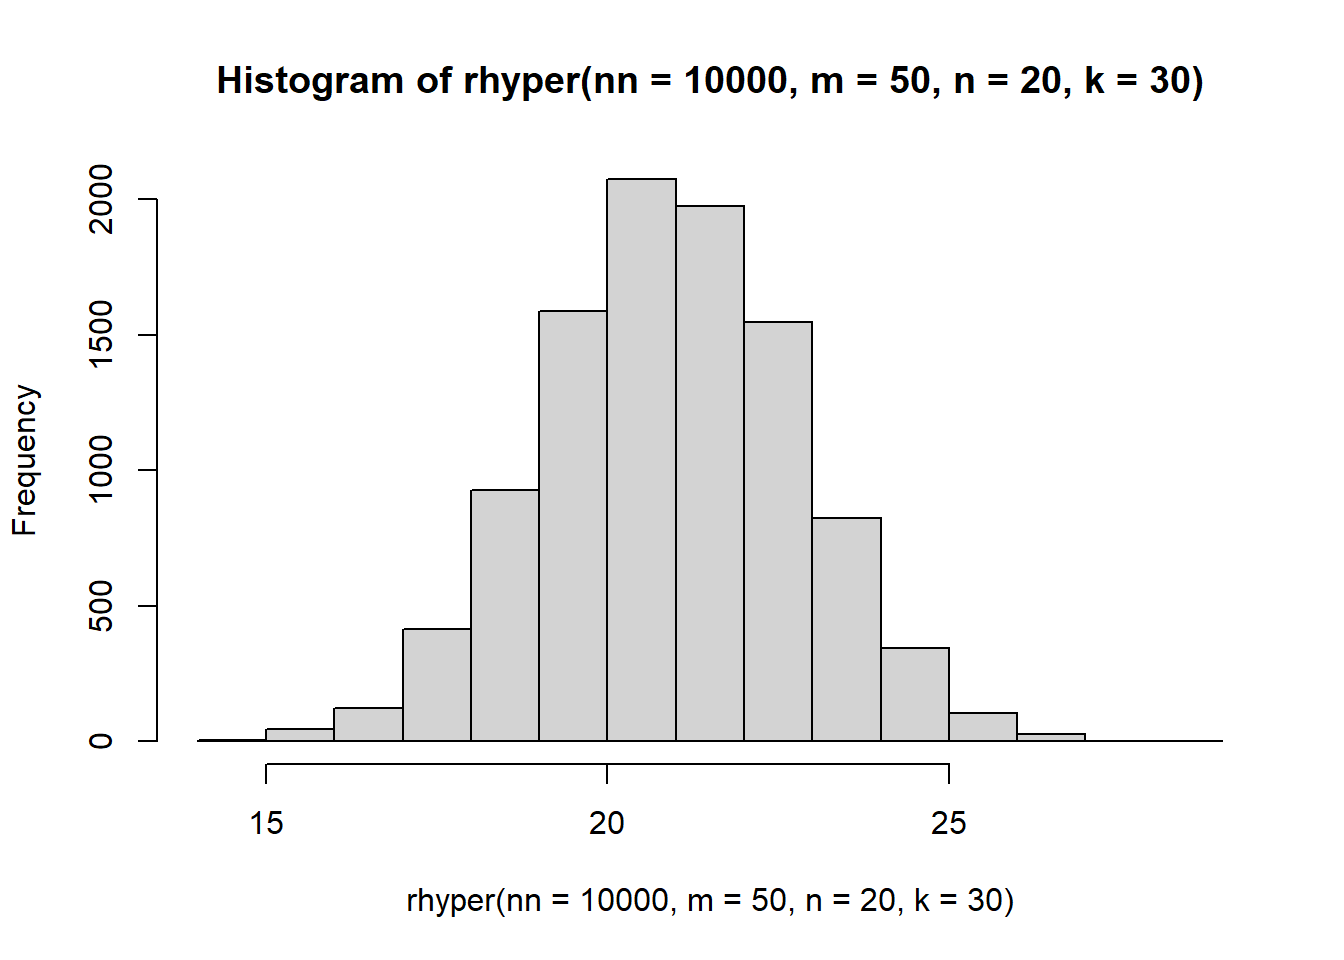 Histogram of rhyper(nn = 10000, m = 50, n = 20, k = 30)
2000
1500
1000
500
0
Frequency
15 20 25
rhyper(nn = 10000, m = 50, n = 20, k = 30)